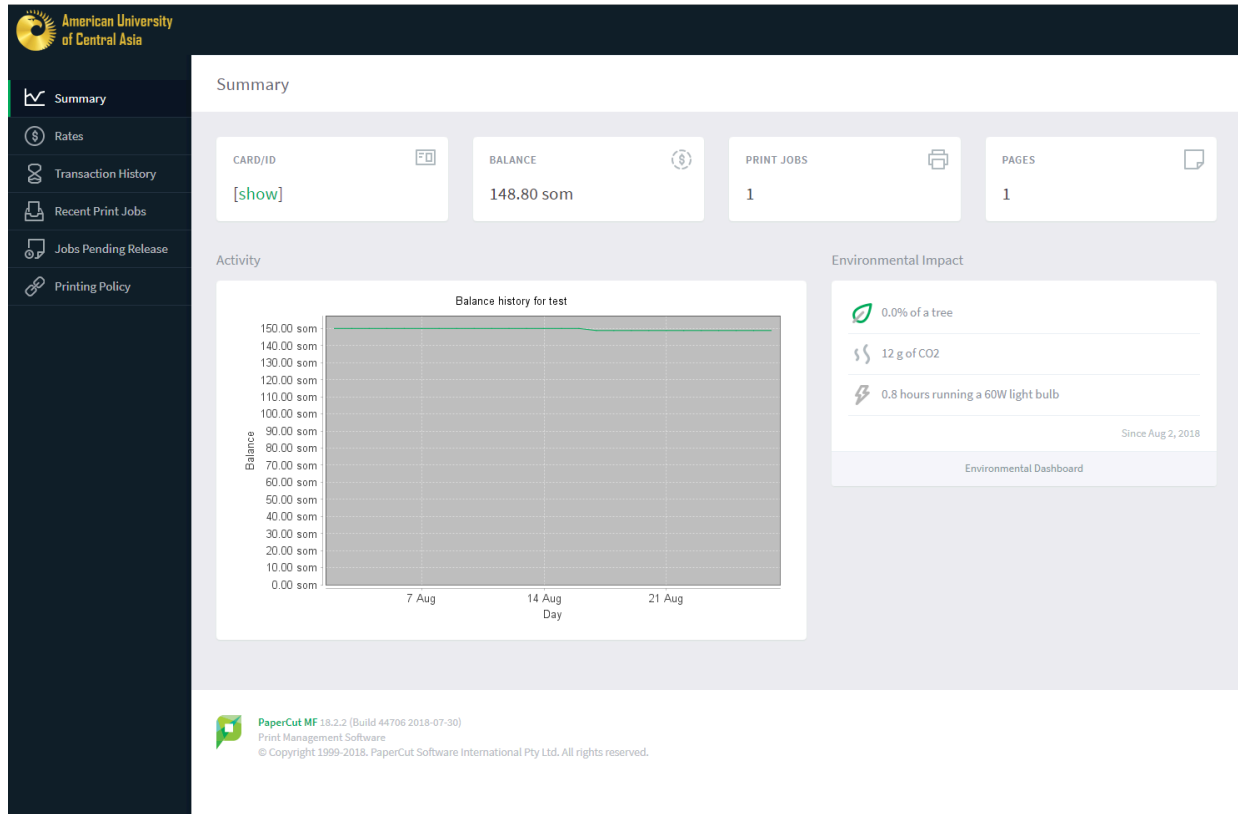 American University
of Central Asia
Summary
Rates
Transaction History
Recent Print Jobs
Jobs Pending Release
Printing Policy
Summary
CARD/ID
[show]
BALANCE
148.80 som
PRINT JOBS
1
PAGES
1
Activity
Balance history for test
Balance
150.00 som
140.00 som
130.00 som
120.00 som
110.00 som
100.00 som
90.00 som
80.00 som
70.00 som
60.00 som
50.00 som
40.00 som
30.00 som
20.00 som
10.00 som
0.00 som
7 Aug 14 Aug 21 Aug
Day
Environmental Impact
0.0% of a tree
12 g of CO2
0.8 hours running a 60W light bulb
Since Aug 2, 2018
Environmental Dashboard
PaperCut MF 18.2.2 (Build 44706 2018-07-30)
Print Management Software
© Copyright 1999-2018. PaperCut Software International Pty Ltd. All rights reserved.